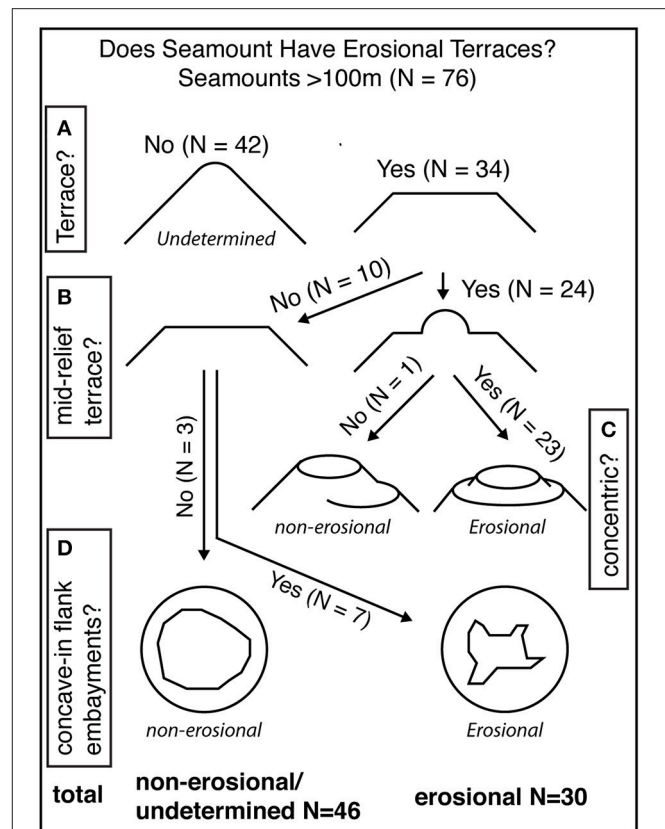 Does Seamount Have Erosional Terraces?
Seamounts >100m (N = 76)
A
Terrace?
No (N = 42)
Yes (N = 34)
Undetermined
B
mid-relief
terrace?
No (N = 10)
Yes (N = 24)
No (N = 1)
Yes (N = 23)
C
concentric?
non-erosional
Erosional
No (N = 3)
Yes (N = 7)
D
concave-in flank
embayments?
non-erosional
Erosional
total
non-erosional/
undetermined N=46
erosional N=30